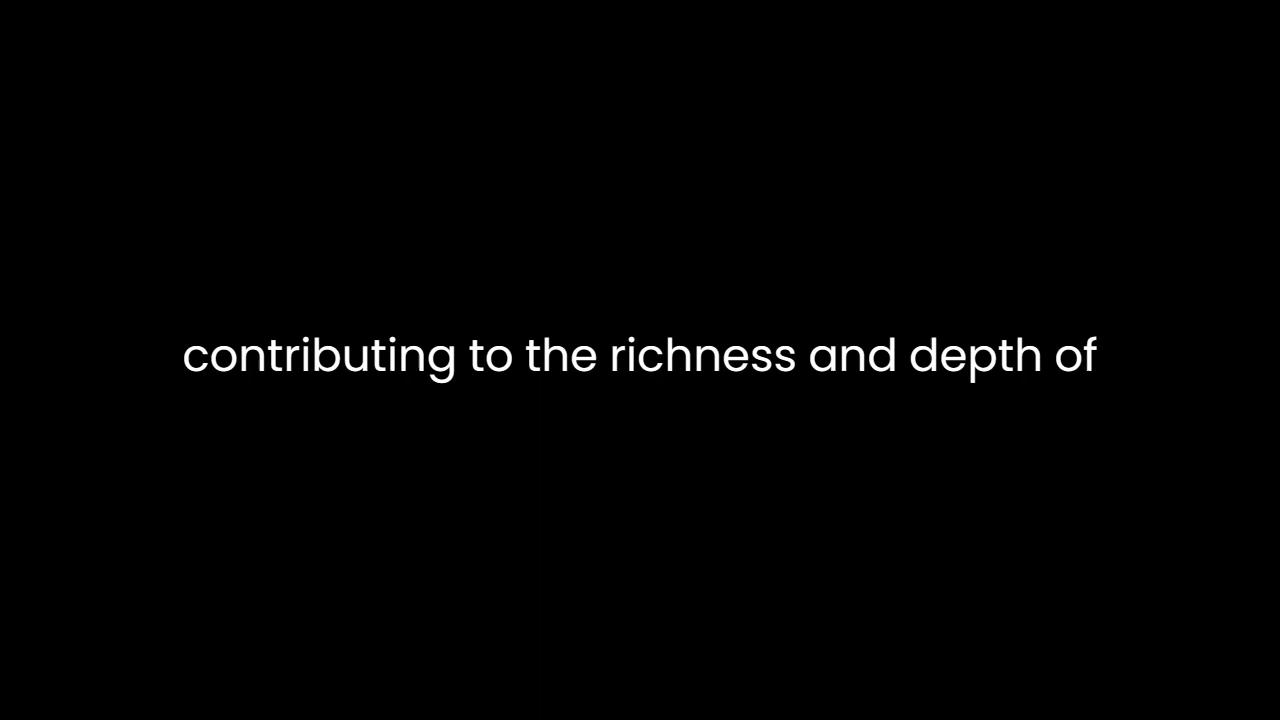 contributing to the richness and depth of